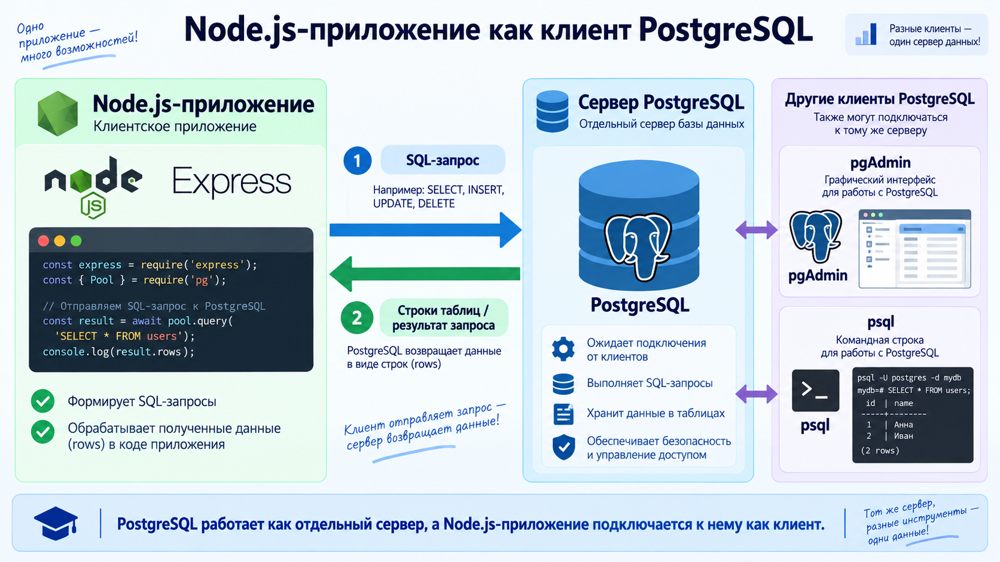 Одно
приложение —
много возможностей!
Node.js-приложение как клиент PostgreSQL
Разные клиенты —
один сервер данных!
Node.js-приложение
Клиентское приложение
node
JS
Express
const express = require('express');
const { Pool } = require('pg');
// Отправляем SQL-запрос к PostgreSQL
const result = await pool.query(
'SELECT * FROM users');
console.log(result.rows);
Формирует SQL-запросы
Обрабатывает полученные данные
(rows) в коде приложения
1
SQL-запрос
Например: SELECT, INSERT,
UPDATE, DELETE
2
Строки таблиц /
результат запроса
PostgreSQL возвращает данные
в виде строк (rows)
Клиент отправляет запрос —
сервер возвращает данные!
Сервер PostgreSQL
Отдельный сервер базы данных
PostgreSQL
Ожидает подключения
от клиентов
Выполняет SQL-запросы
Хранит данные в таблицах
Обеспечивает безопасность
и управление доступом
Другие клиенты PostgreSQL
Также могут подключаться
к тому же серверу
pgAdmin
Графический интерфейс
для работы с PostgreSQL
pgAdmin
psql
Командная строка
для работы с PostgreSQL
>_
psql
psql -U postgres -d mydb
mydb=# SELECT * FROM users;
id | name
-----+--------
1 | Анна
2 | Иван
(2 rows)
PostgreSQL работает как отдельный сервер, а Node.js-приложение подключается к нему как клиент.
Тот же сервер,
разные инструменты —
одни данные!